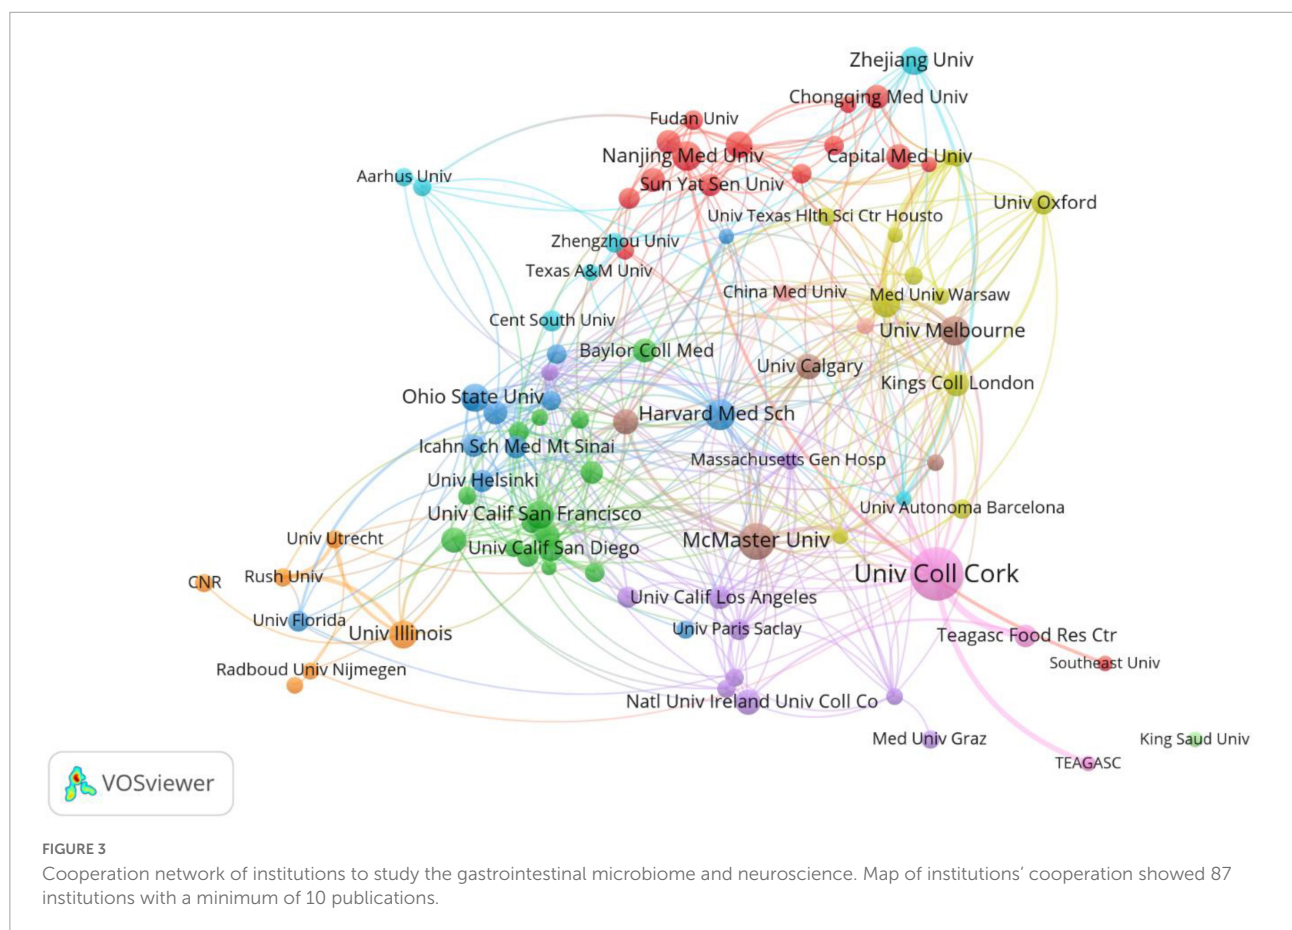 Zhejiang Univ
Chongqing Med Univ
Fudan Univ
Nanjing Med Univ
Capital Med Univ
Aarhus Univ
Sun Yat Sen Univ
Univ Oxford
Univ Texas Hlth Sci Ctr Housto
Zhengzhou Univ
Texas A&M Univ
China Med Univ
Med Univ Warsaw
Cent South Univ
Univ Melbourne
Baylor Coll Med
Univ Calgary
Kings Coll London
Ohio State Univ
Harvard Med Sch
Icahn Sch Med Mt Sinai
Massachusetts Gen Hosp
Univ Helsinki
Univ Autonoma Barcelona
Univ Calif San Francisco
Univ Utrecht
McMaster Univ
Univ Calif San Diego
Univ Coll Cork
CNR
Rush Univ
Univ Calif Los Angeles
Univ Florida
Univ Illinois
Univ Paris Saclay
Teagasc Food Res Ctr
Southeast Univ
Radboud Univ Nijmegen
Natl Univ Ireland Univ Coll Co
Med Univ Graz
King Saud Univ
TEAGASC
VOSviewer
FIGURE 3
Cooperation network of institutions to study the gastrointestinal microbiome and neuroscience. Map of institutions’ cooperation showed 87
institutions with a minimum of 10 publications.